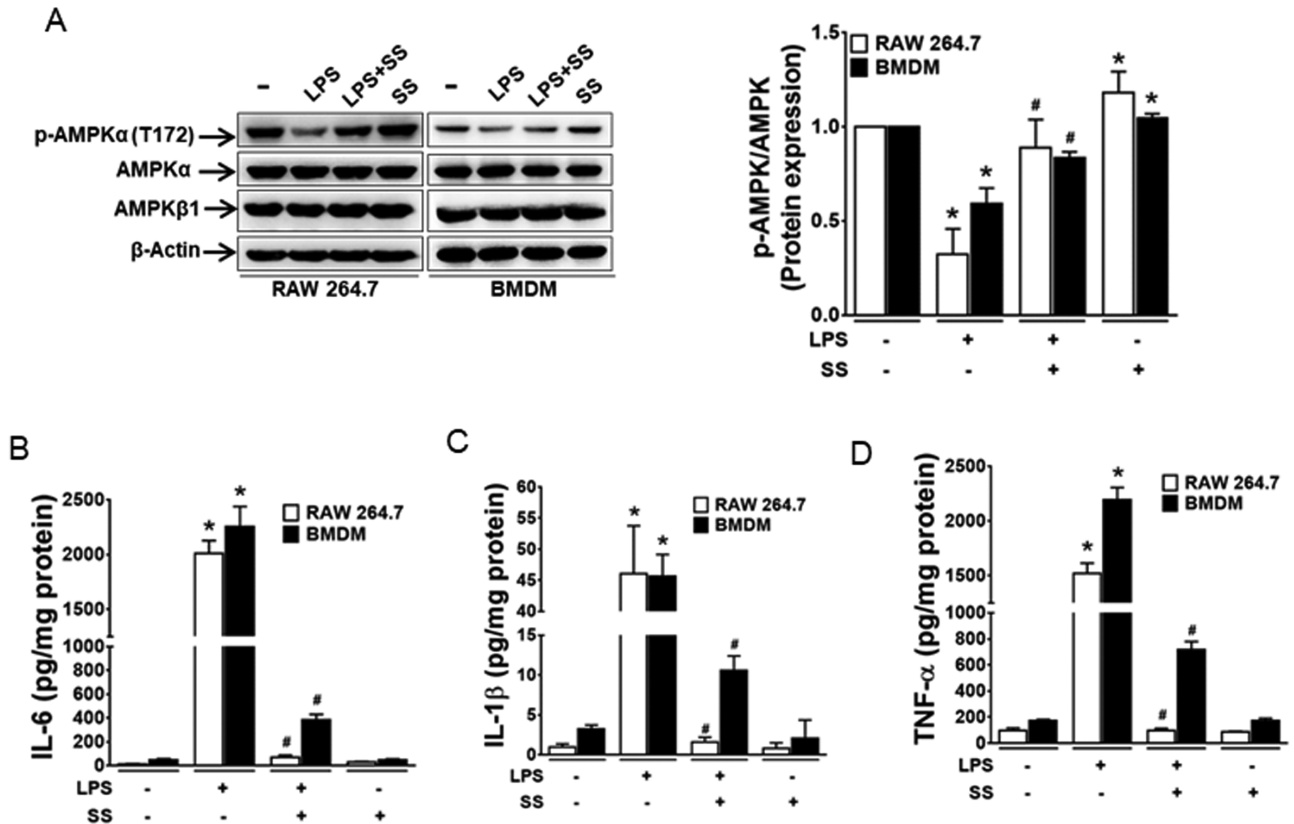 A
- LPS LPS+SS SS - LPS LPS+SS SS
p-AMPKα (T172)
AMPKα
AMPKβ1
β-Actin
RAW 264.7 BMDM
p-AMPK/AMPK
(Protein expression)
1.5
1.0
0.5
0.0
RAW 264.7
BMDM
* * # # * *
LPS - + + -
SS - - + +
B
IL-6 (pg/mg protein)
2500
2000
1500
1000
800
600
400
200
0
RAW 264.7
BMDM
* * # #
LPS - + + -
SS - - + +
C
IL-1β (pg/mg protein)
60
55
50
45
40
15
10
5
0
RAW 264.7
BMDM
* * # #
LPS - + + -
SS - - + +
D
TNF-α (pg/mg protein)
2500
2000
1500
1000
800
600
400
200
0
RAW 264.7
BMDM
* * # #
LPS - + + -
SS - - + +